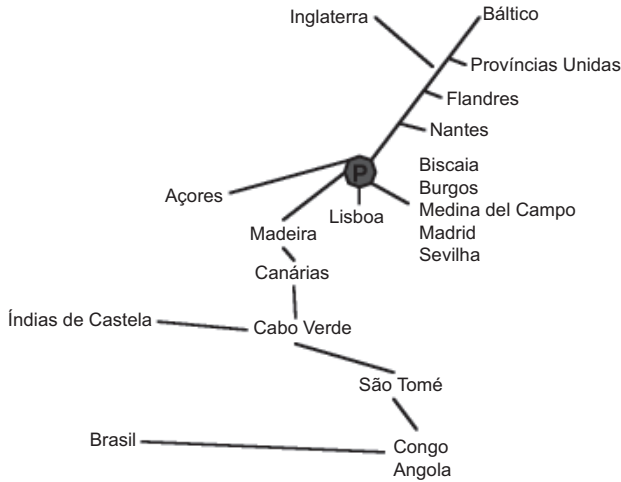 Inglaterra
Báltico
Províncias Unidas
Flandres
Nantes
P
Biscaia
Burgos
Medina del Campo
Madrid
Sevilha
Açores
Lisboa
Madeira
Canárias
Índias de Castela
Cabo Verde
São Tomé
Brasil
Congo
Angola